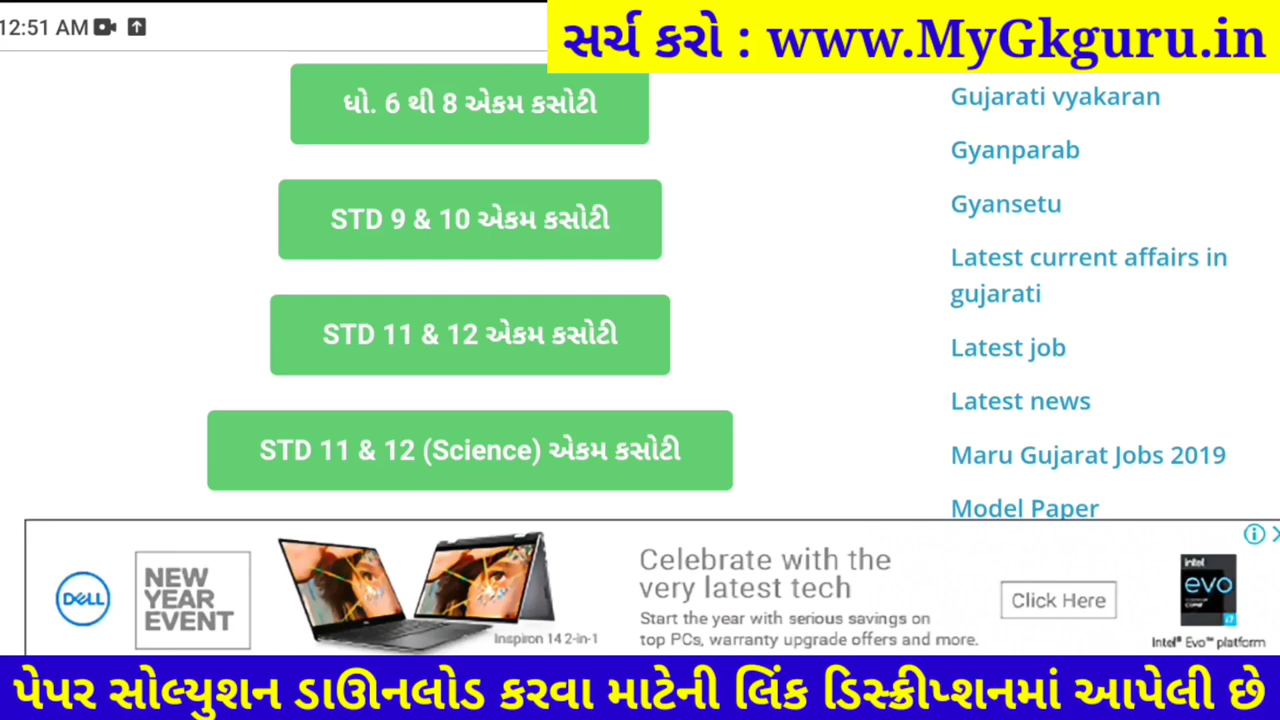 12:51 AM
સર્ચ કરો : www.MyGkguru.in
ધો. 6 થી 8 એકમ કસોટી
STD 9 & 10 એકમ કસોટી
STD 11 & 12 એકમ કસોટી
STD 11 & 12 (Science) એકમ કસોટી
Gujarati vyakaran
Gyanparab
Gyansetu
Latest current affairs in
gujarati
Latest job
Latest news
Maru Gujarat Jobs 2019
Model Paper
DELL
NEW
YEAR
EVENT
Inspiron 14 2-in-1
Celebrate with the
very latest tech
Start the year with serious savings on
top PCs, warranty upgrade offers and more.
Click Here
intel
evo
i7
Intel® Evo™ platform
પેપર સોલ્યુશન ડાઊનલોડ કરવા માટેની લિંક ડિસ્ક્રીપ્શનમાં આપેલી છે